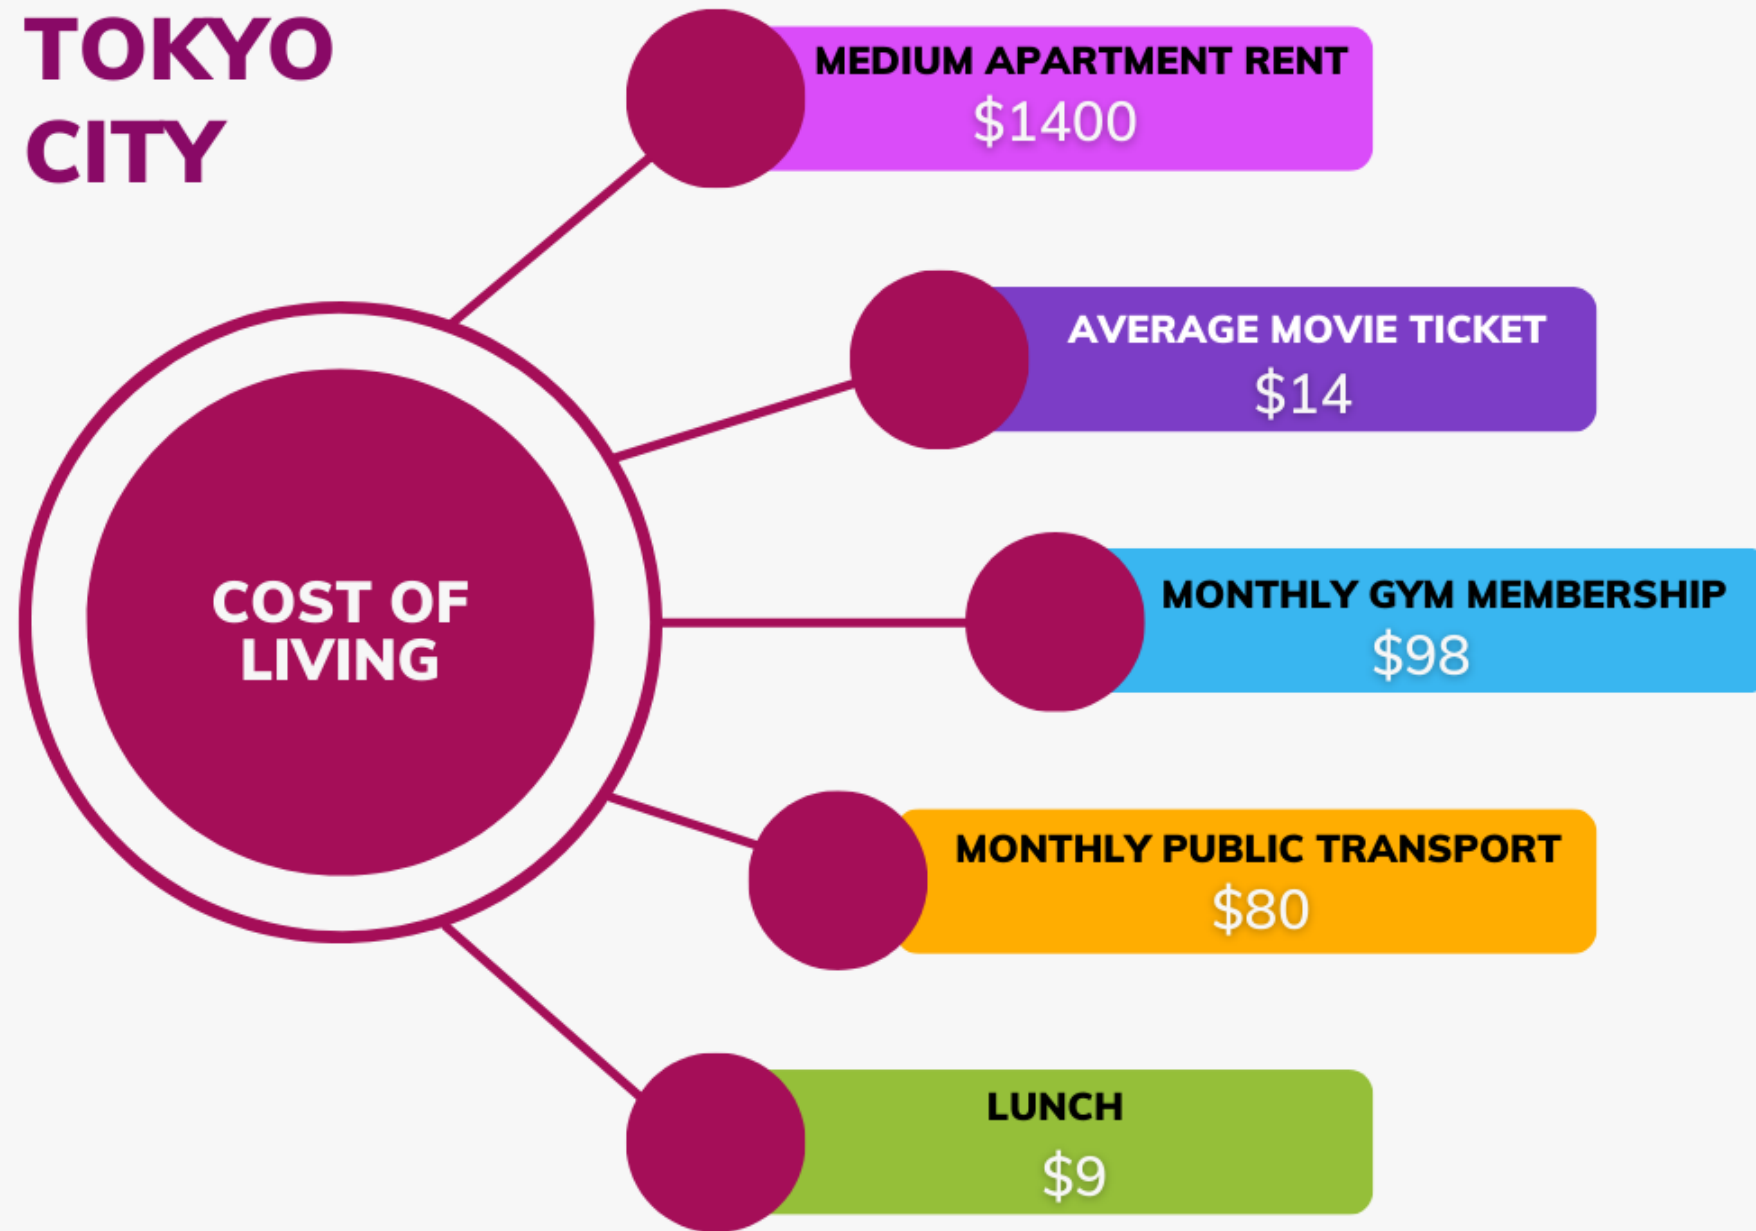 TOKYO
CITY
COST OF
LIVING
MEDIUM APARTMENT RENT
$1400
AVERAGE MOVIE TICKET
$14
MONTHLY GYM MEMBERSHIP
$98
MONTHLY PUBLIC TRANSPORT
$80
LUNCH
$9